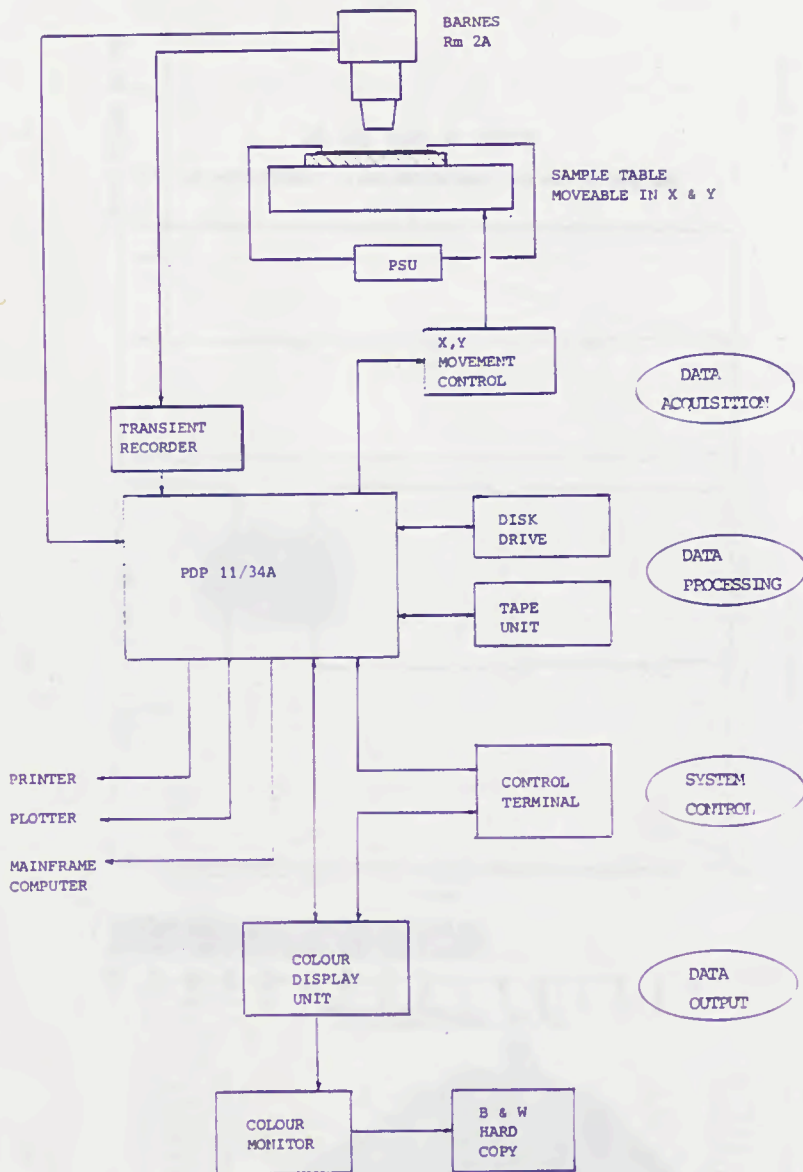 BARNES
Rm 2A
SAMPLE TABLE
MOVEABLE IN X & Y
PSU
X,Y
MOVEMENT
CONTROL
DATA
ACQUISITION
TRANSIENT
RECORDER
PDP 11/34A
DISK
DRIVE
TAPE
UNIT
DATA
PROCESSING
PRINTER
PLOTTER
MAINFRAME
COMPUTER
CONTROL
TERMINAL
SYSTEM
CONTROL
COLOUR
DISPLAY
UNIT
DATA
OUTPUT
COLOUR
MONITOR
B & W
HARD
COPY